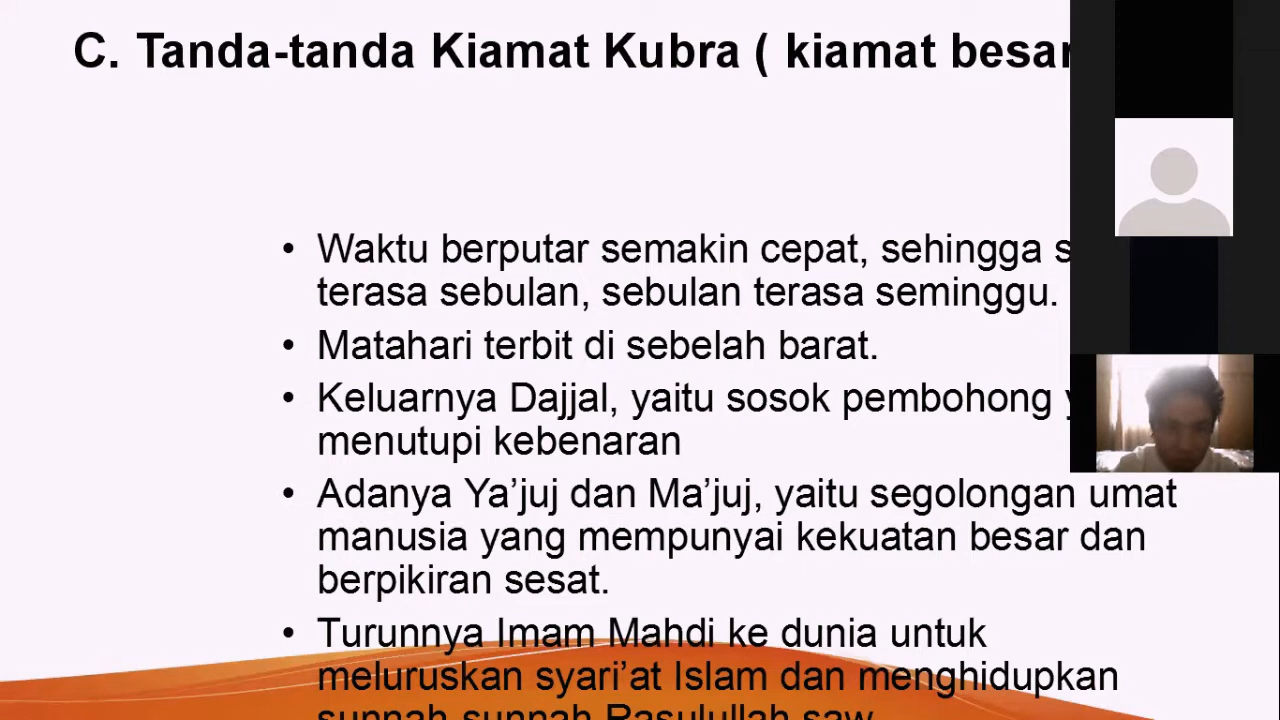 C. Tanda-tanda Kiamat Kubra ( kiamat besar
• Waktu berputar semakin cepat, sehingga
terasa sebulan, sebulan terasa seminggu.
• Matahari terbit di sebelah barat.
• Keluarnya Dajjal, yaitu sosok pembohong
menutupi kebenaran
• Adanya Ya’juj dan Ma’juj, yaitu segolongan umat
manusia yang mempunyai kekuatan besar dan
berpikiran sesat.
• Turunnya Imam Mahdi ke dunia untuk
meluruskan syari’at Islam dan menghidupkan
sunnah-sunnah Rasulullah saw